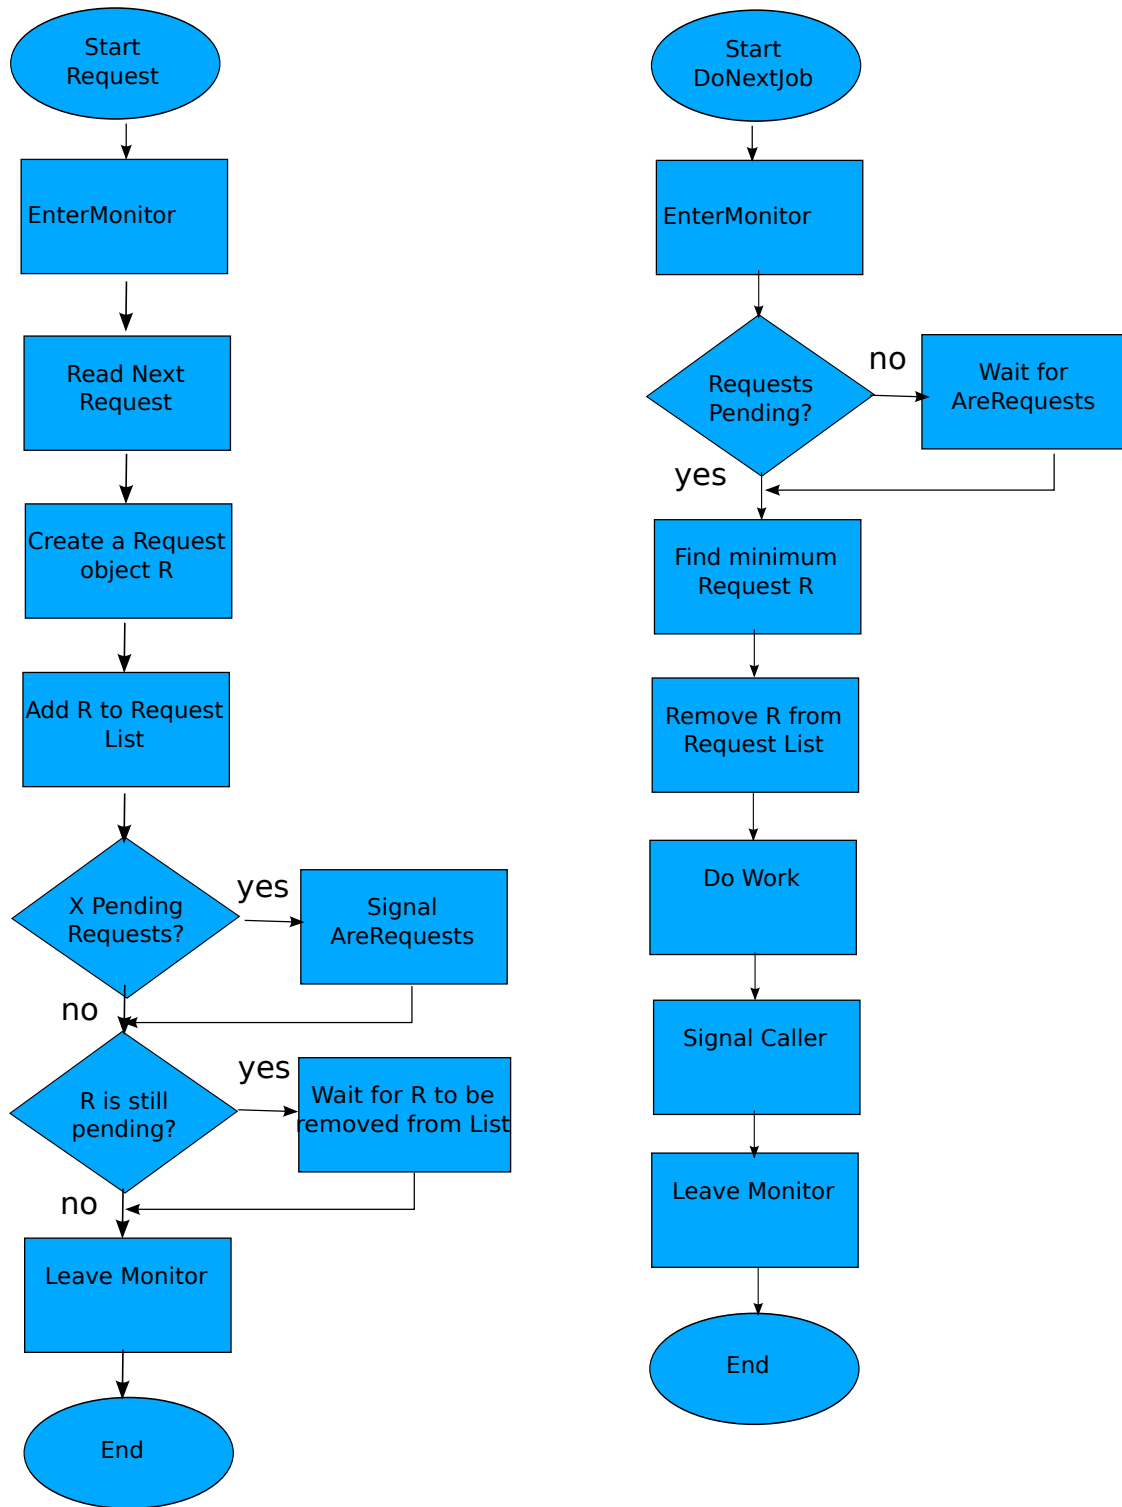 Start
Request
EnterMonitor
Read Next
Request
Create a Request
object R
Add R to Request
List
X Pending
Requests?
yes
Signal
AreRequests
no
R is still
pending?
yes
Wait for R to be
removed from List
no
Leave Monitor
End
Start
DoNextJob
EnterMonitor
Requests
Pending?
no
Wait for
AreRequests
yes
Find minimum
Request R
Remove R from
Request List
Do Work
Signal Caller
Leave Monitor
End